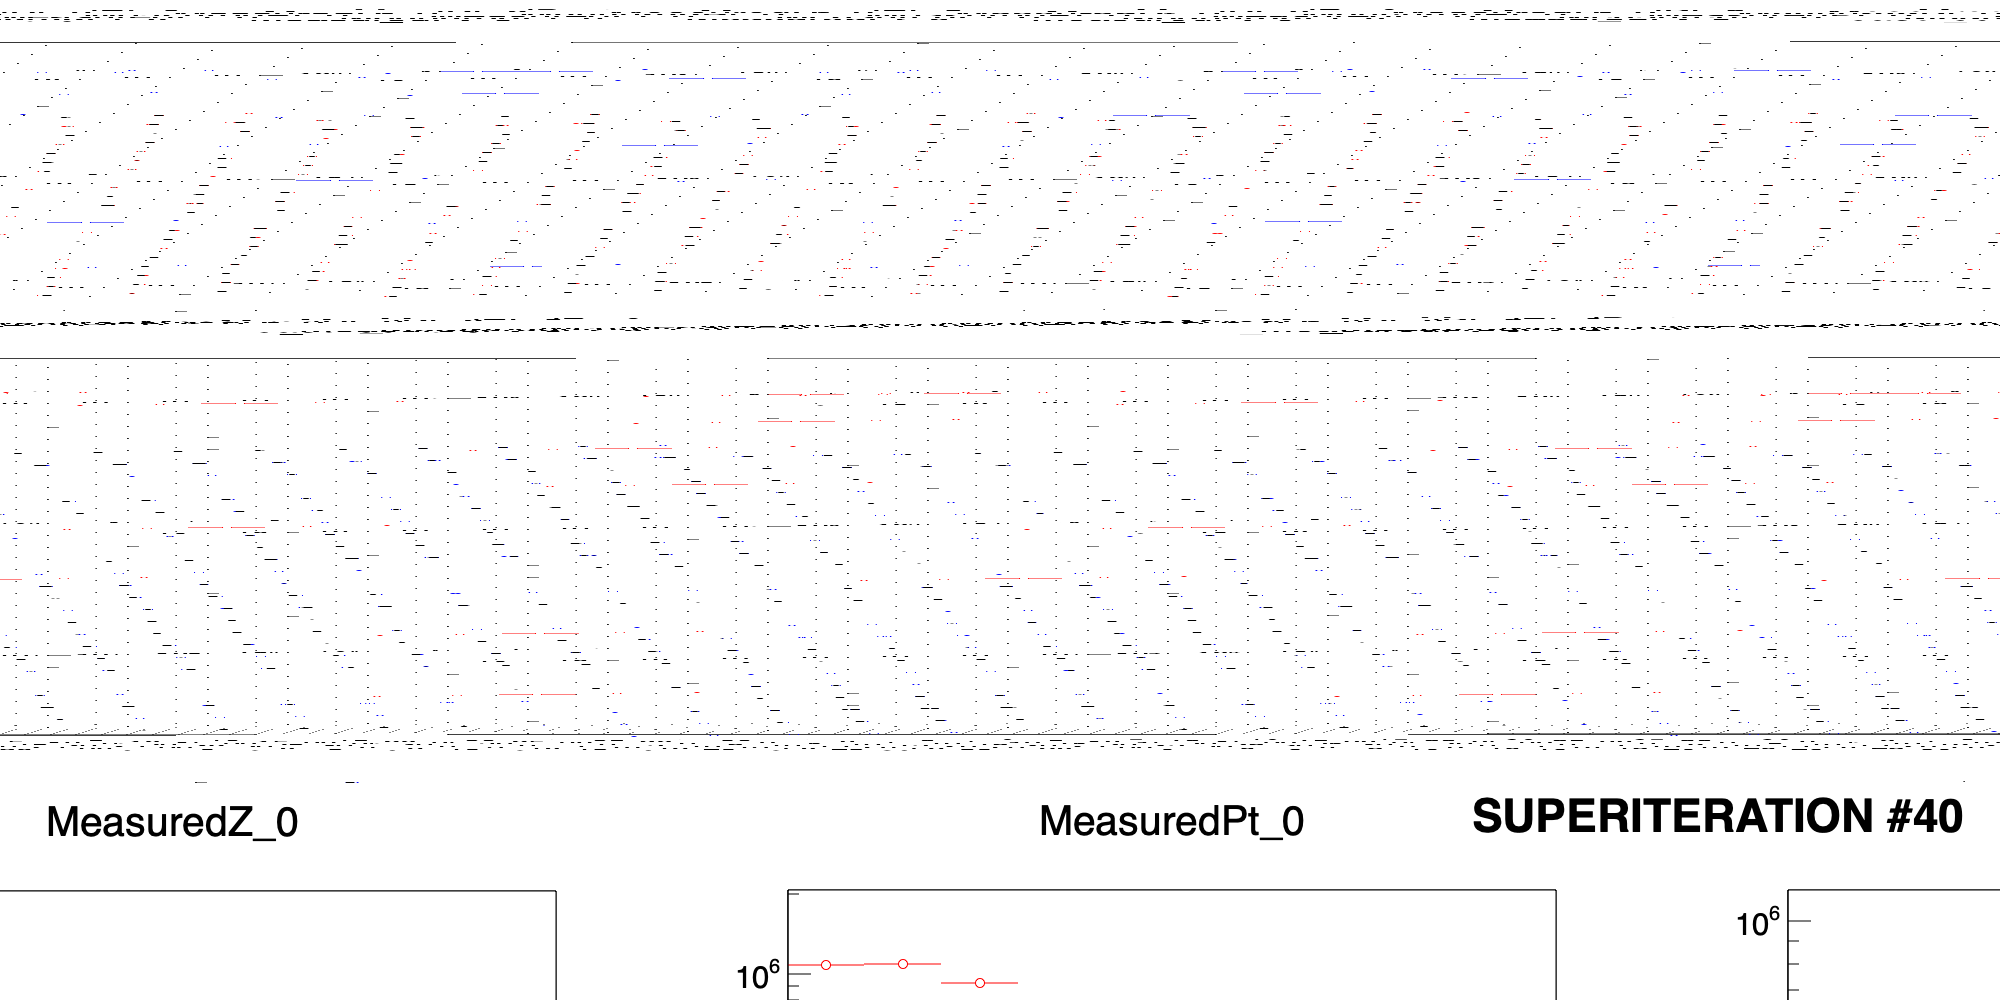 MeasuredZ_0
MeasuredPt_0
SUPERITERATION #40
10^6
10^6